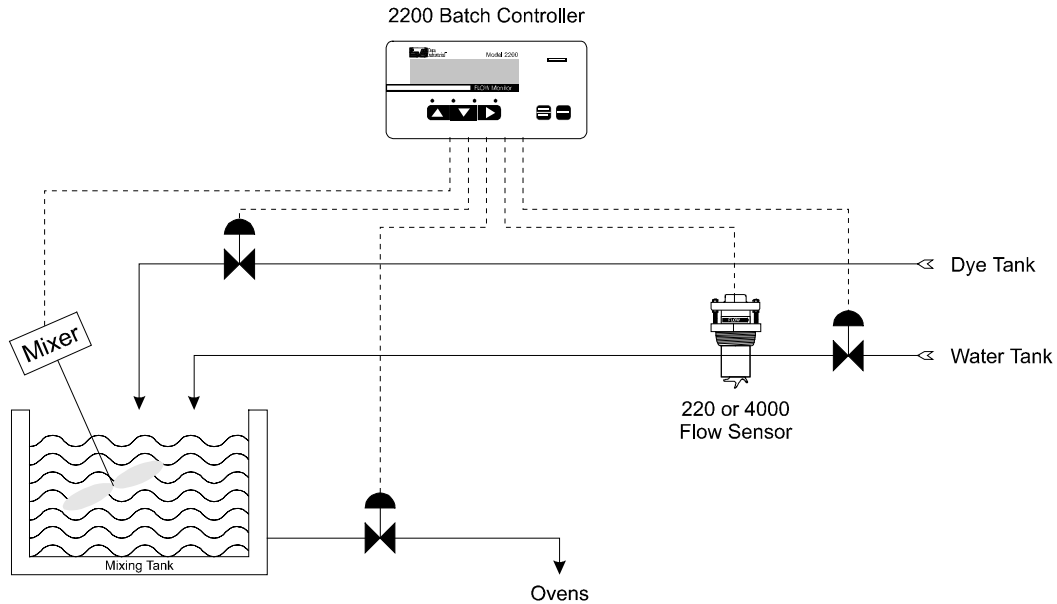 2200 Batch Controller
Model 2200
FLOW Monitor
Dye Tank
Mixer
FLOW
Water Tank
220 or 4000
Flow Sensor
Mixing Tank
Ovens